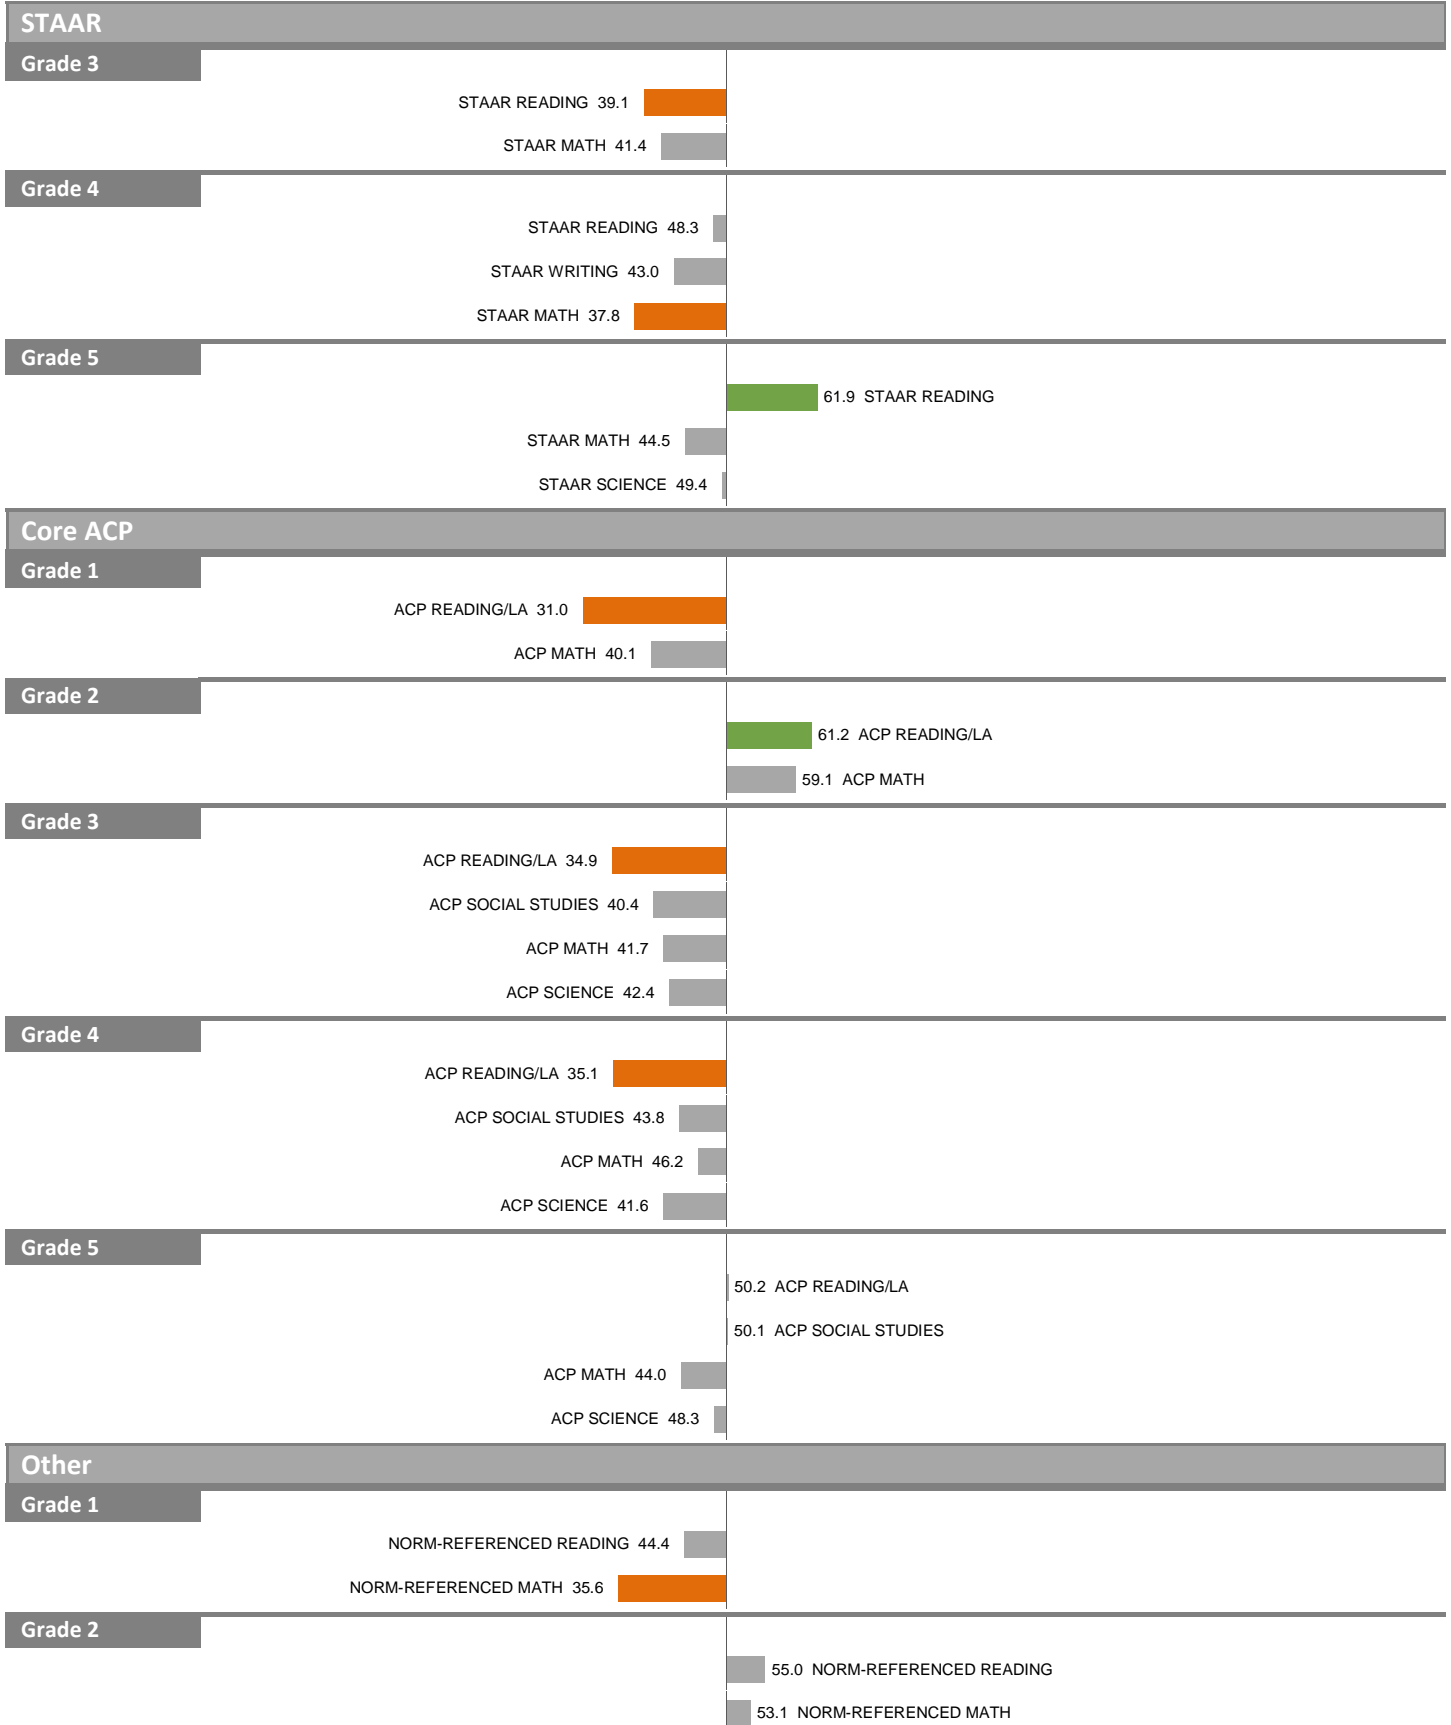 STAAR
Grade 3
STAAR READING 39.1
STAAR MATH 41.4
Grade 4
STAAR READING 48.3
STAAR WRITING 43.0
STAAR MATH 37.8
Grade 5
61.9 STAAR READING
STAAR MATH 44.5
STAAR SCIENCE 49.4
Core ACP
Grade 1
ACP READING/LA 31.0
ACP MATH 40.1
Grade 2
61.2 ACP READING/LA
59.1 ACP MATH
Grade 3
ACP READING/LA 34.9
ACP SOCIAL STUDIES 40.4
ACP MATH 41.7
ACP SCIENCE 42.4
Grade 4
ACP READING/LA 35.1
ACP SOCIAL STUDIES 43.8
ACP MATH 46.2
ACP SCIENCE 41.6
Grade 5
50.2 ACP READING/LA
50.1 ACP SOCIAL STUDIES
ACP MATH 44.0
ACP SCIENCE 48.3
Other
Grade 1
NORM-REFERENCED READING 44.4
NORM-REFERENCED MATH 35.6
Grade 2
55.0 NORM-REFERENCED READING
53.1 NORM-REFERENCED MATH